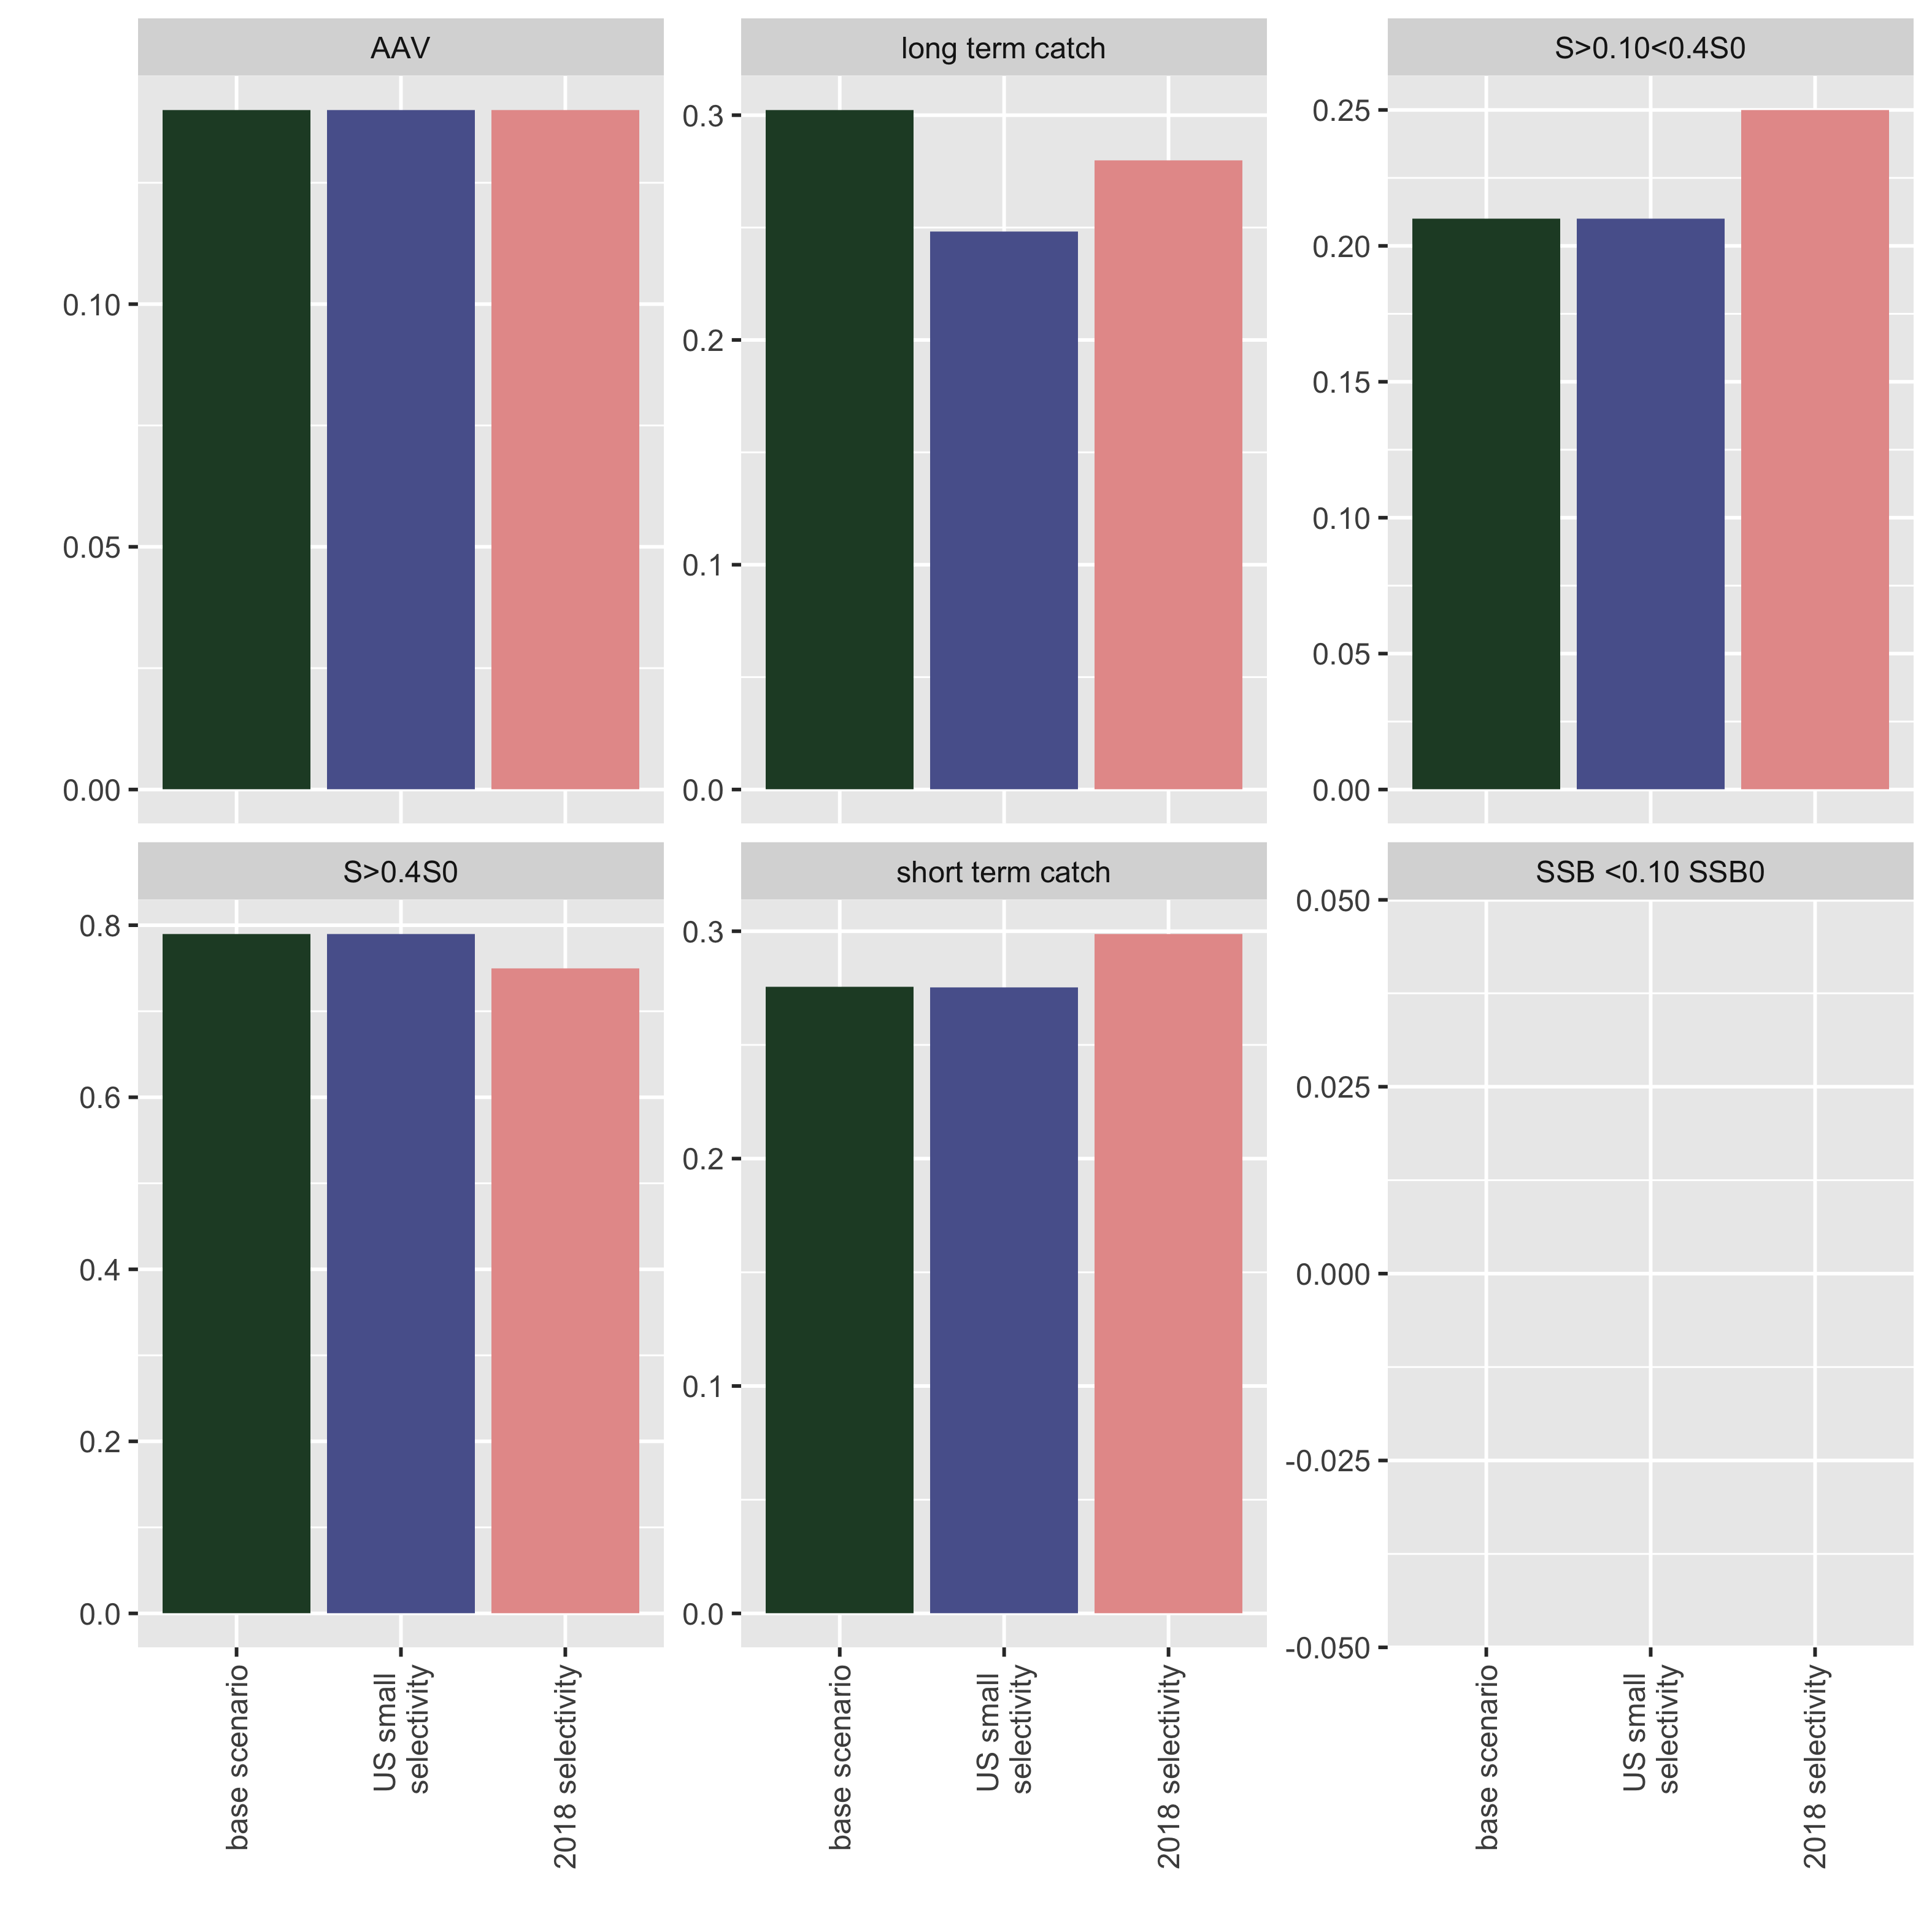 AAV
long term catch
S>0.10<0.4S0
0.10
0.05
0.00
0.3
0.2
0.1
0.0
0.25
0.20
0.15
0.10
0.05
0.00
S>0.4S0
short term catch
SSB <0.10 SSB0
0.8
0.6
0.4
0.2
0.0
0.3
0.2
0.1
0.0
0.050
0.025
0.000
-0.025
-0.050
base scenario
US small
selectivity
2018 selectivity
base scenario
US small
selectivity
2018 selectivity
base scenario
US small
selectivity
2018 selectivity